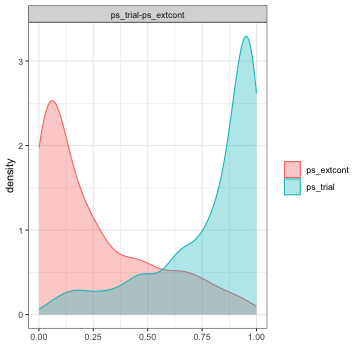 ps_trial-ps_extcont
3
2
1
0
density
0.00 0.25 0.50 0.75 1.00
ps_extcont
ps_trial